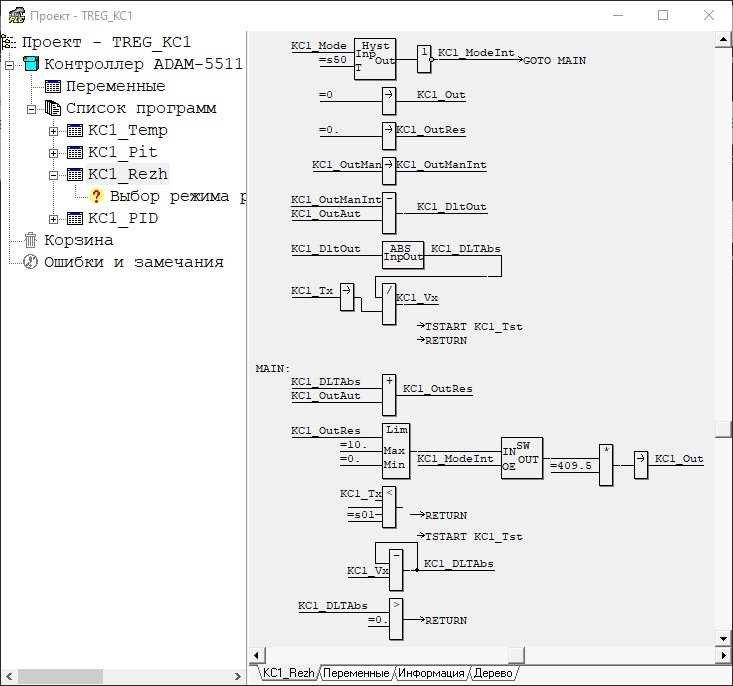 Проект - TREG_KC1
Проект - TREG_KC1
Контроллер ADAM-5511
Переменные
Список программ
KC1_Temp
KC1_Pit
KC1_Rezh
Выбор режима р
KC1_PID
Корзина
Ошибки и замечания
KC1_Mode
Hyst
Inp
=s50
Out
T
1
KC1_ModeInt
GOTO MAIN
=0
KC1_Out
=0.
KC1_OutRes
KC1_OutMan
KC1_OutManInt
KC1_OutManInt
-
KC1_OutAut
KC1_DltOut
KC1_DltOut
ABS
InpOut
KC1_DLTAbs
KC1_Tx
/
KC1_Vx
TSTART KC1_Tst
RETURN
MAIN:
KC1_DLTAbs
+
KC1_OutAut
KC1_OutRes
KC1_OutRes
Lim
=10.
Max
=0.
Min
KC1_ModeInt
SW
IN
OUT
OE
=409.5
*
KC1_Out
KC1_Tx
<
=s01
RETURN
TSTART KC1_Tst
-
KC1_Vx
KC1_DLTAbs
KC1_DLTAbs
>
=0.
RETURN
KC1_Rezh Переменные Информация Дерево